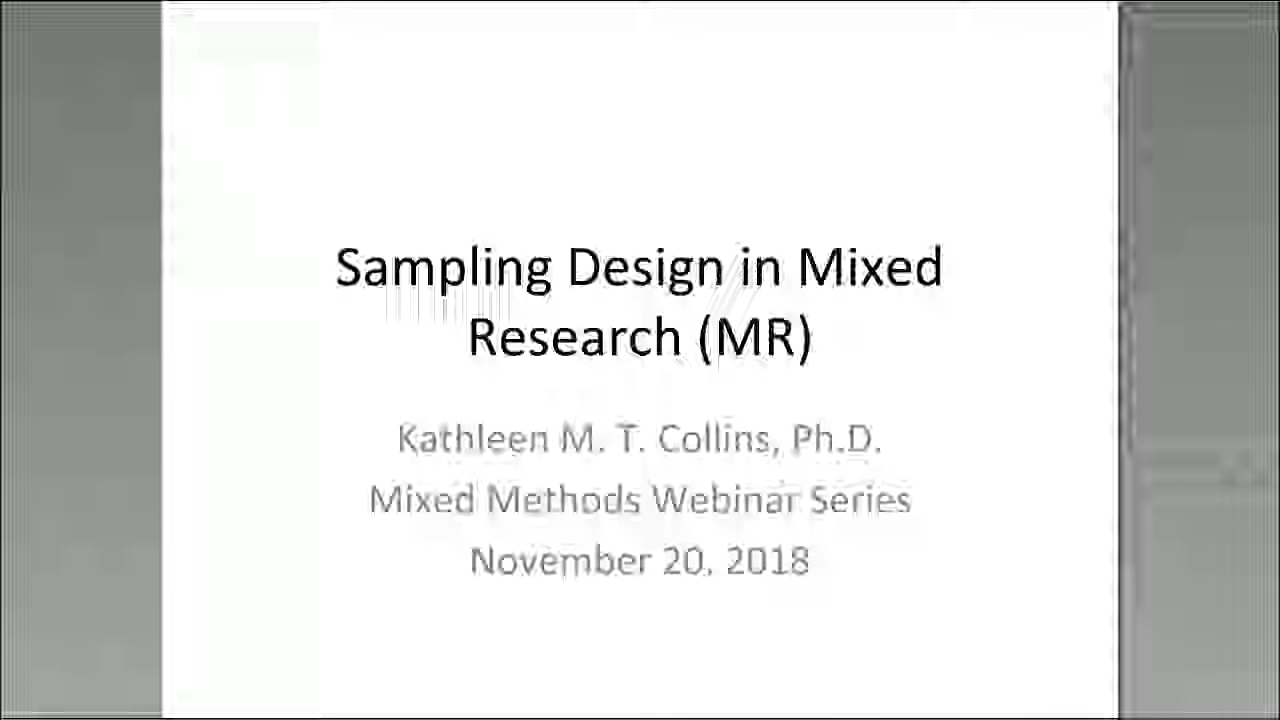 Sampling Design in Mixed
Research (MR)
Kathleen M. T. Collins, Ph.D.
Mixed Methods Webinar Series
November 20, 2018